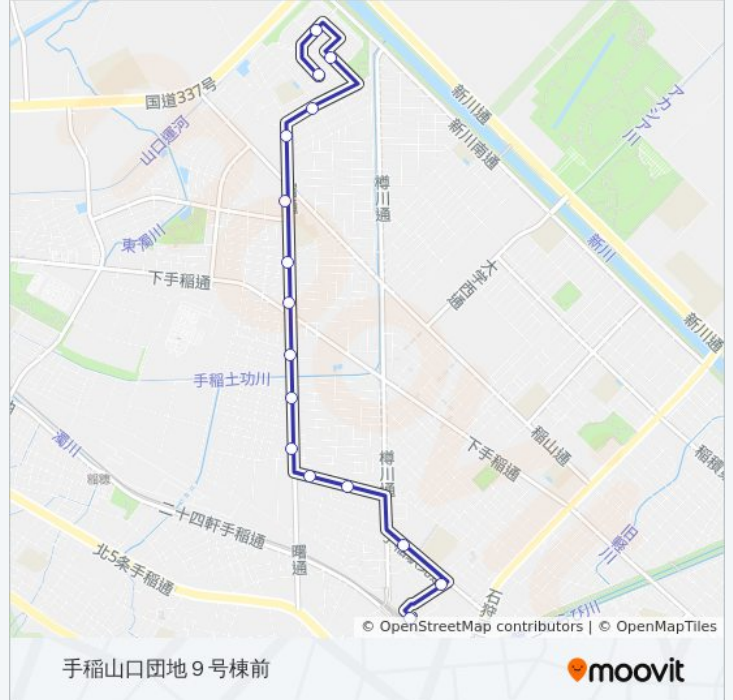 国道337号
山口運河
新川通
新川南通
アカシア川
樽川通
東濁川
下手稲通
大学西通
新川
新川通
手稲土功川
濁川
稲穂
下手稲通
稲山通
樽川通
二十四軒手稲通
曙通
北5条手稲通
旧軽川
石狩
© OpenStreetMap contributors | © OpenMapTiles
手稲山口団地９号棟前
moovit